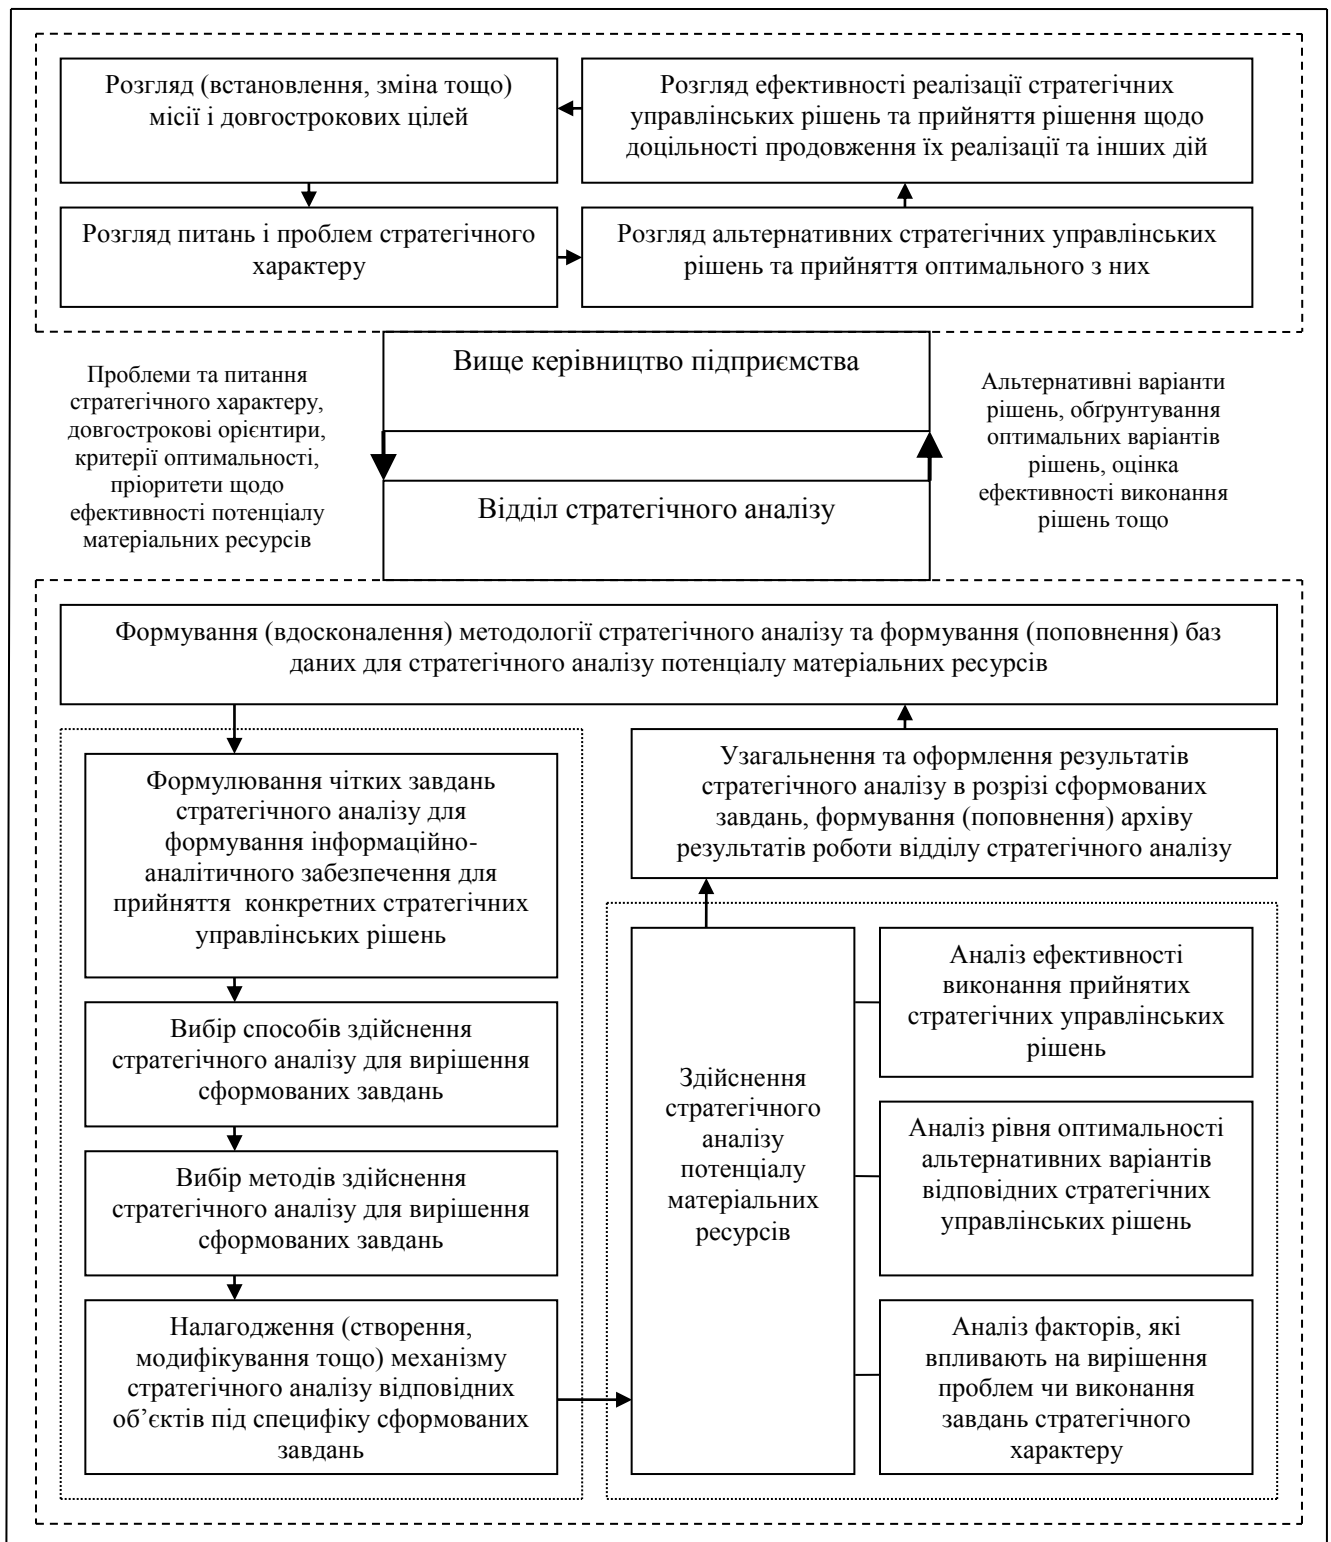 Розгляд (встановлення, зміна тощо)
місії і довгострокових цілей
Розгляд ефективності реалізації стратегічних
управлінських рішень та прийняття рішення щодо
доцільності продовження їх реалізації та інших дій
Розгляд питань і проблем стратегічного
характеру
Розгляд альтернативних стратегічних управлінських
рішень та прийняття оптимального з них
Вище керівництво підприємства
Проблеми та питання
стратегічного характеру,
довгострокові орієнтири,
критерії оптимальності,
пріоритети щодо
ефективності потенціалу
матеріальних ресурсів
Альтернативні варіанти
рішень, обґрунтування
оптимальних варіантів
рішень, оцінка
ефективності виконання
рішень тощо
Відділ стратегічного аналізу
Формування (вдосконалення) методології стратегічного аналізу та формування (поповнення) баз
даних для стратегічного аналізу потенціалу матеріальних ресурсів
Формулювання чітких завдань
стратегічного аналізу для
формування інформаційно-
аналітичного забезпечення для
прийняття  конкретних стратегічних
управлінських рішень
Вибір способів здійснення
стратегічного аналізу для вирішення
сформованих завдань
Вибір методів здійснення
стратегічного аналізу для вирішення
сформованих завдань
Налагодження (створення,
модифікування тощо) механізму
стратегічного аналізу відповідних
об’єктів під специфіку сформованих
завдань
Узагальнення та оформлення результатів
стратегічного аналізу в розрізі сформованих
завдань, формування (поповнення) архіву
результатів роботи відділу стратегічного аналізу
Здійснення
стратегічного
аналізу
потенціалу
матеріальних
ресурсів
Аналіз ефективності
виконання прийнятих
стратегічних управлінських
рішень
Аналіз рівня оптимальності
альтернативних варіантів
відповідних стратегічних
управлінських рішень
Аналіз факторів, які
впливають на вирішення
проблем чи виконання
завдань стратегічного
характеру